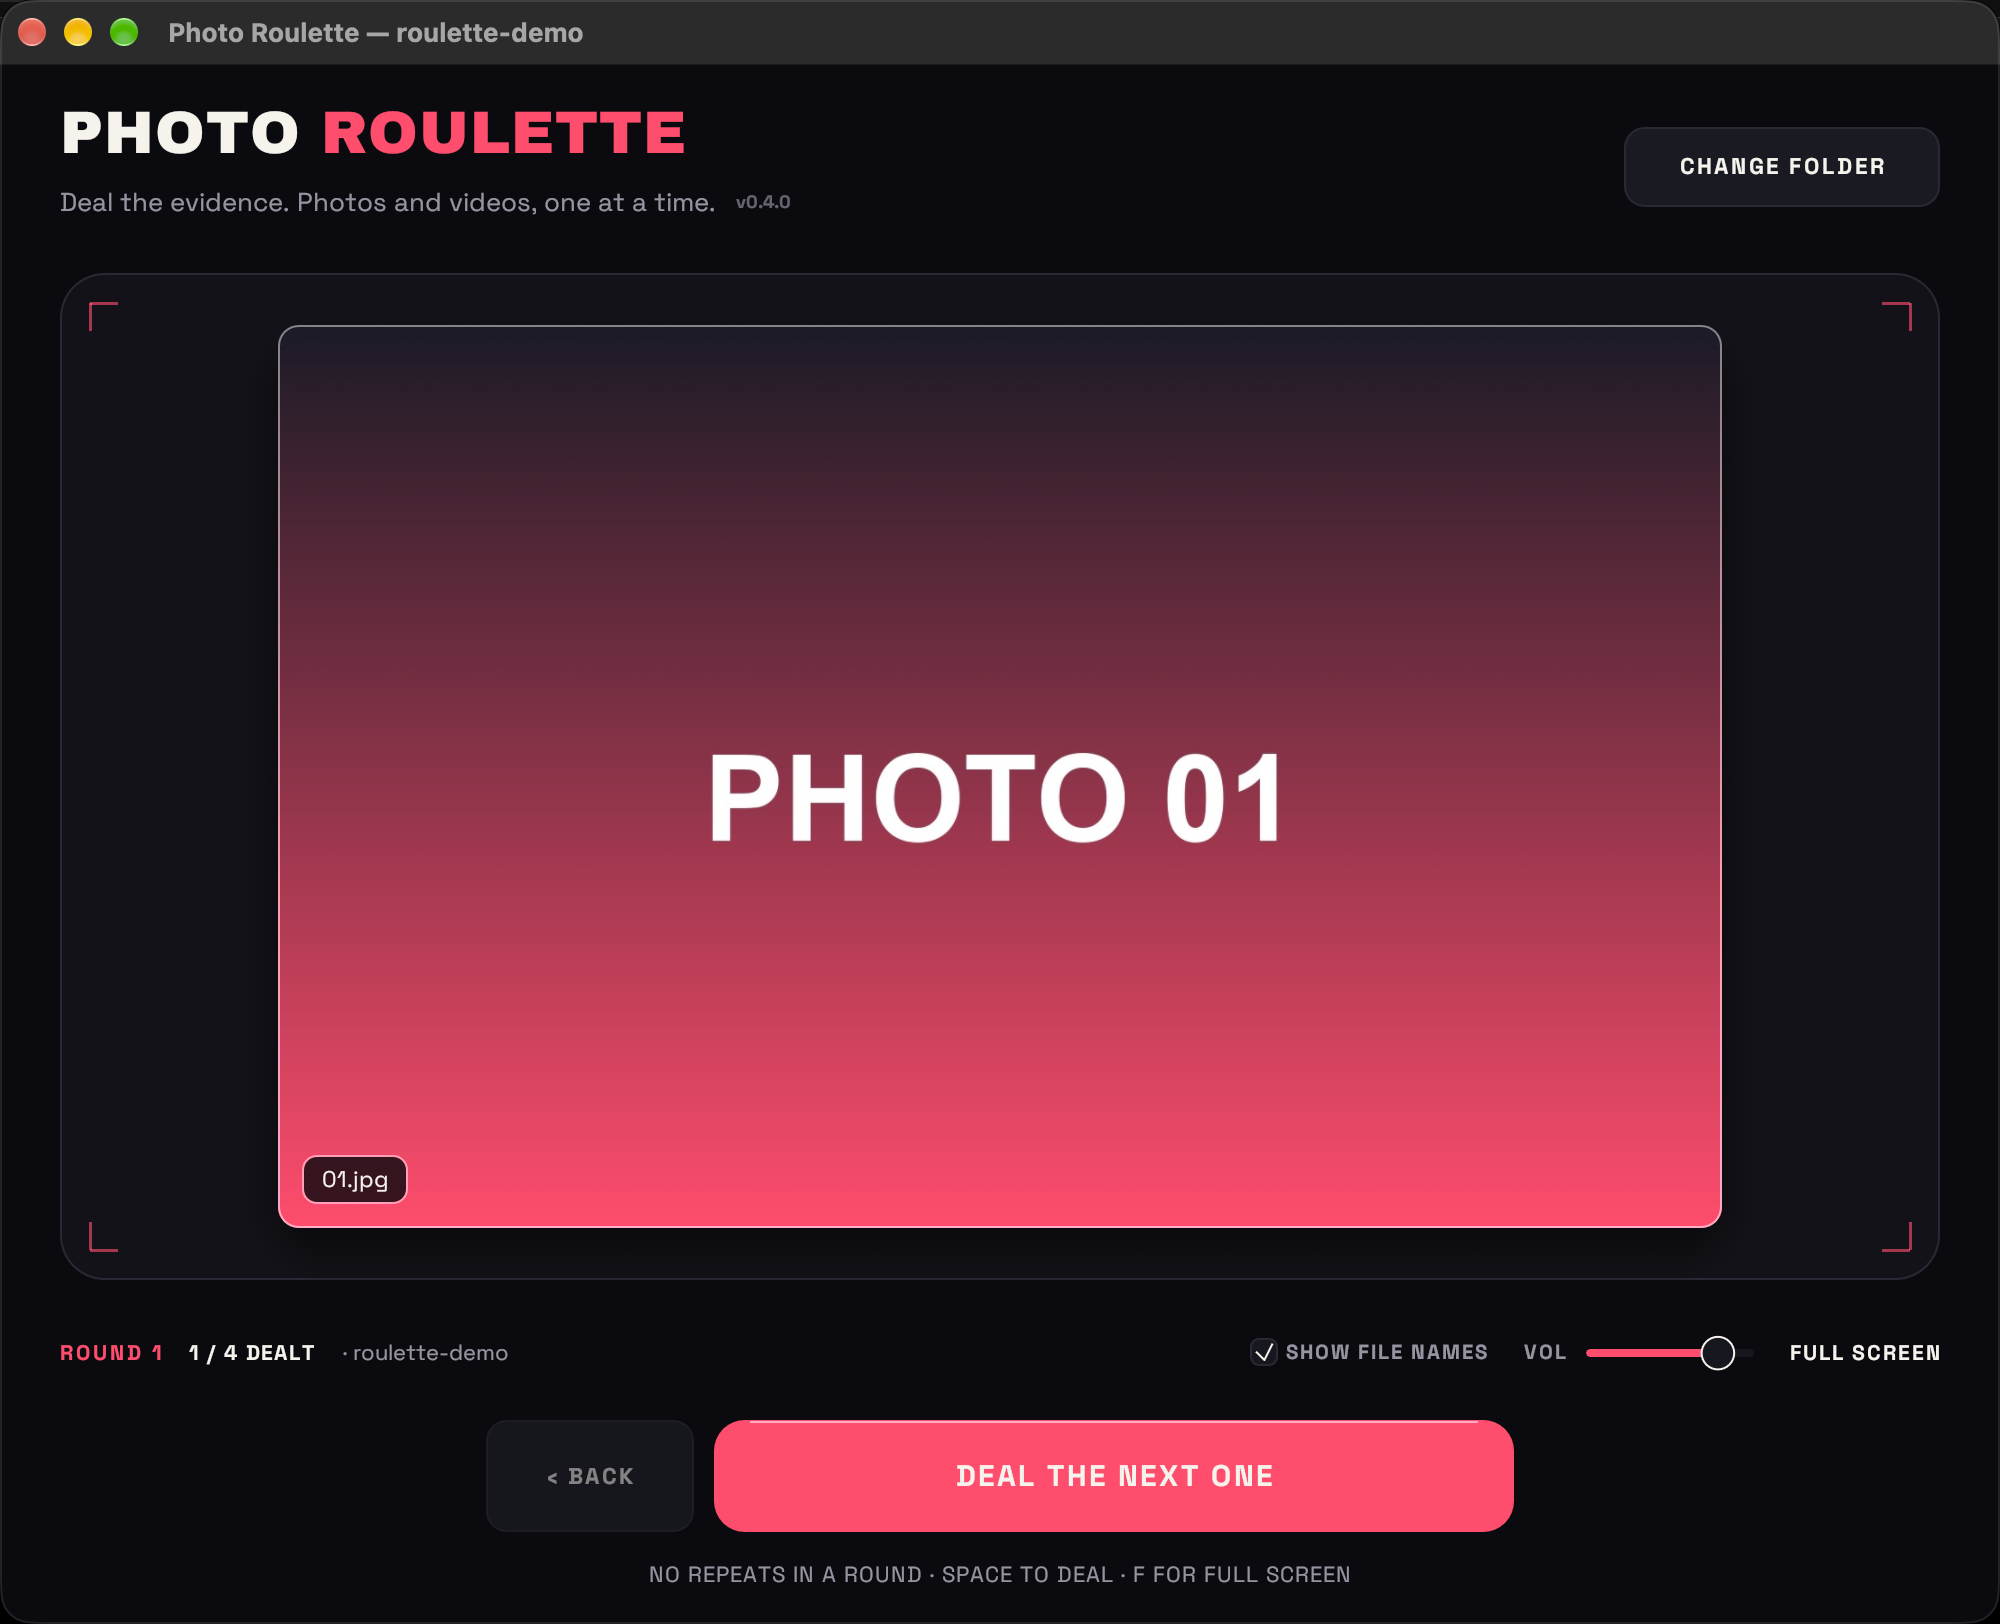 Photo Roulette — roulette-demo
PHOTO ROULETTE
CHANGE FOLDER
Deal the evidence. Photos and videos, one at a time. v0.4.0
PHOTO 01
01.jpg
ROUND 1 1 / 4 DEALT · roulette-demo
SHOW FILE NAMES VOL FULL SCREEN
< BACK DEAL THE NEXT ONE
NO REPEATS IN A ROUND · SPACE TO DEAL · F FOR FULL SCREEN